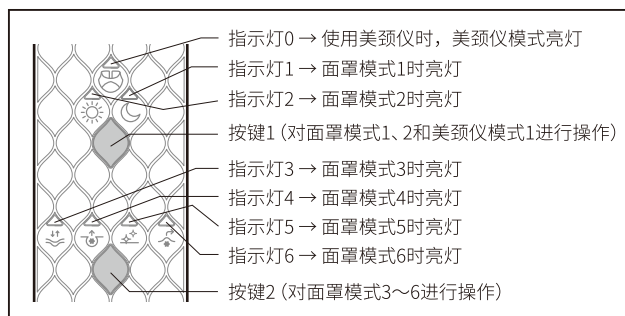 指示灯0 → 使用美颈仪时，美颈仪模式亮灯
指示灯1 → 面罩模式1时亮灯
指示灯2 → 面罩模式2时亮灯
按键1（对面罩模式1、2和美颈仪模式1进行操作）
指示灯3 → 面罩模式3时亮灯
指示灯4 → 面罩模式4时亮灯
指示灯5 → 面罩模式5时亮灯
指示灯6 → 面罩模式6时亮灯
按键2（对面罩模式3～6进行操作）